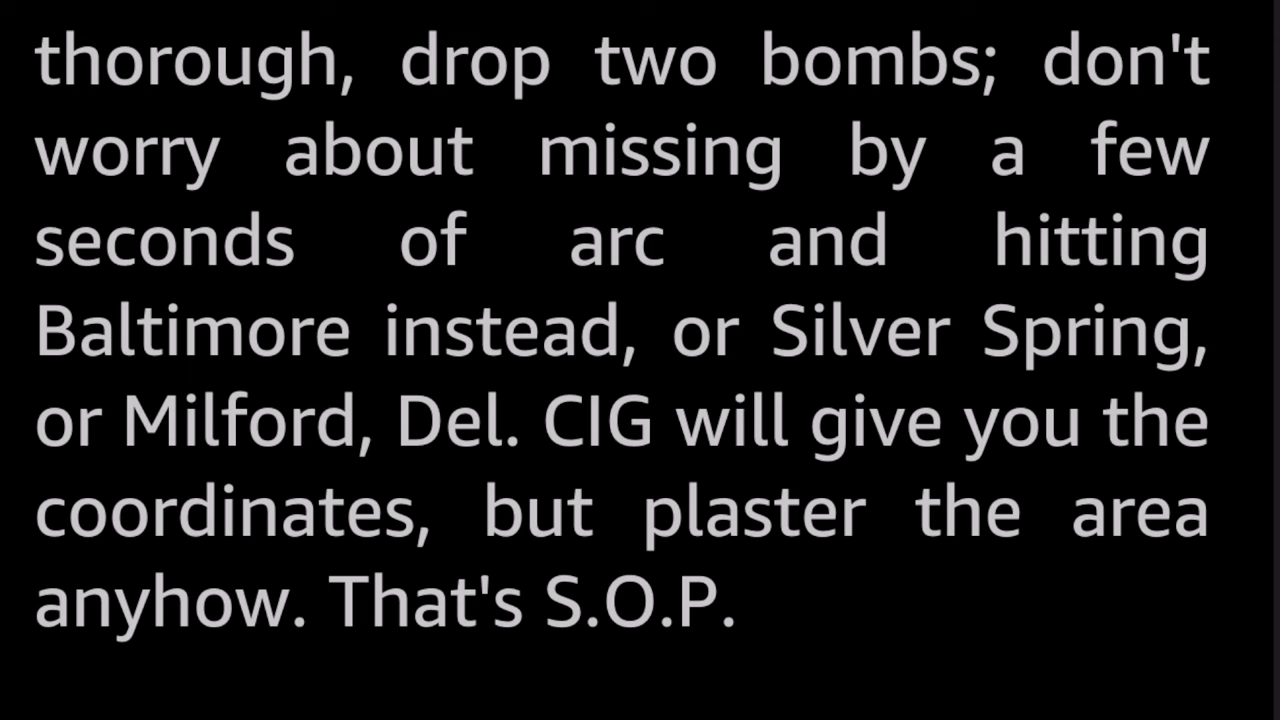 thorough, drop two bombs; don't
worry about missing by a few
seconds of arc and hitting
Baltimore instead, or Silver Spring,
or Milford, Del. CIG will give you the
coordinates, but plaster the area
anyhow. That's S.O.P.